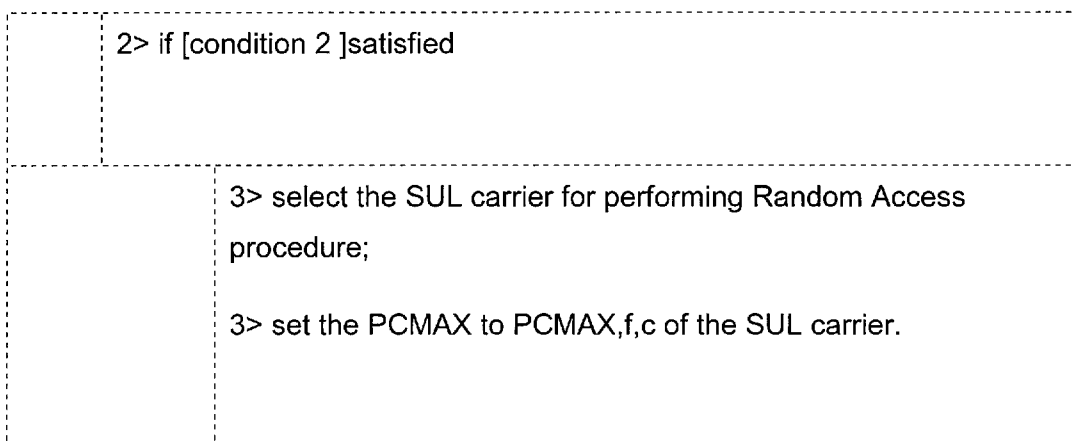 2> if [condition 2 ]satisfied
3> select the SUL carrier for performing Random Access
procedure;
3> set the PCMAX to PCMAX,f,c of the SUL carrier.